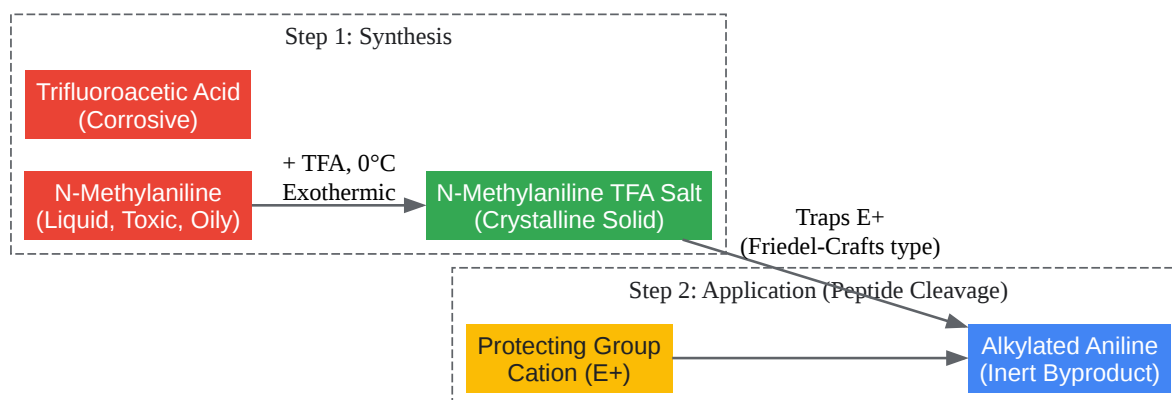 Step 1: Synthesis
Trifluoroacetic Acid
(Corrosive)
+ TFA, 0°C
Exothermic
N-Methylaniline
(Liquid, Toxic, Oily)
N-Methylaniline TFA Salt
(Crystalline Solid)
Traps E+
(Friedel-Crafts type)
Step 2: Application (Peptide Cleavage)
Protecting Group
Cation (E+)
Alkylated Aniline
(Inert Byproduct)